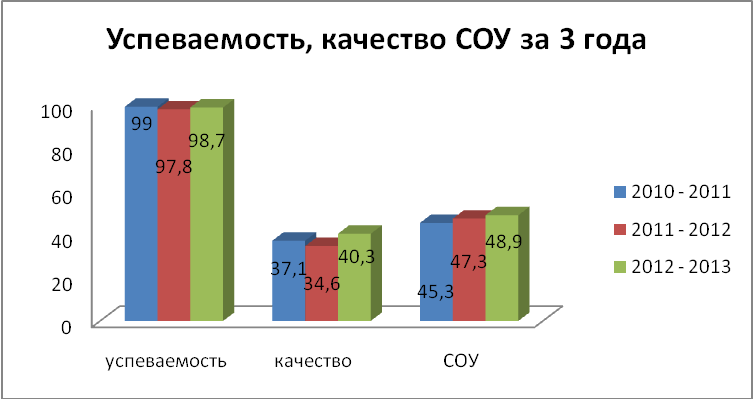 Успеваемость, качество СОУ за 3 года
100
80
60
40
20
0
99
97,8
98,7
37,1
34,6
40,3
45,3
47,3
48,9
успеваемость
качество
СОУ
2010 - 2011
2011 - 2012
2012 - 2013